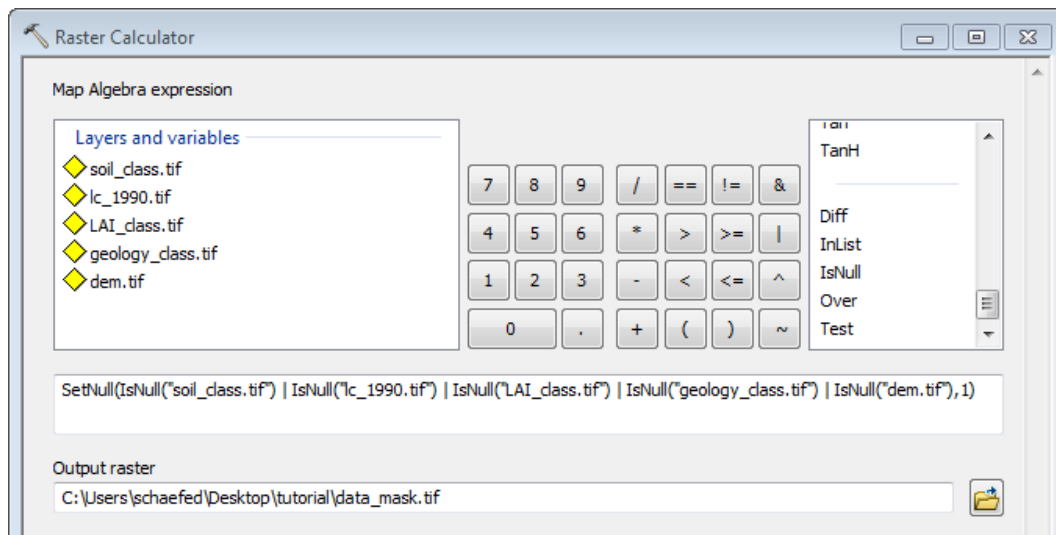 Raster Calculator
Map Algebra expression
Layers and variables
soil_class.tif
lc_1990.tif
LAI_class.tif
geology_class.tif
dem.tif
7 8 9 / == != &
4 5 6 * > >= |
1 2 3 - < <= ^
0 . + ( ) ~
Tan
TanH
Diff
InList
IsNull
Over
Test
SetNull(IsNull("soil_class.tif") | IsNull("lc_1990.tif") | IsNull("LAI_class.tif") | IsNull("geology_class.tif") | IsNull("dem.tif"),1)
Output raster
C:\Users\schaefed\Desktop\tutorial\data_mask.tif